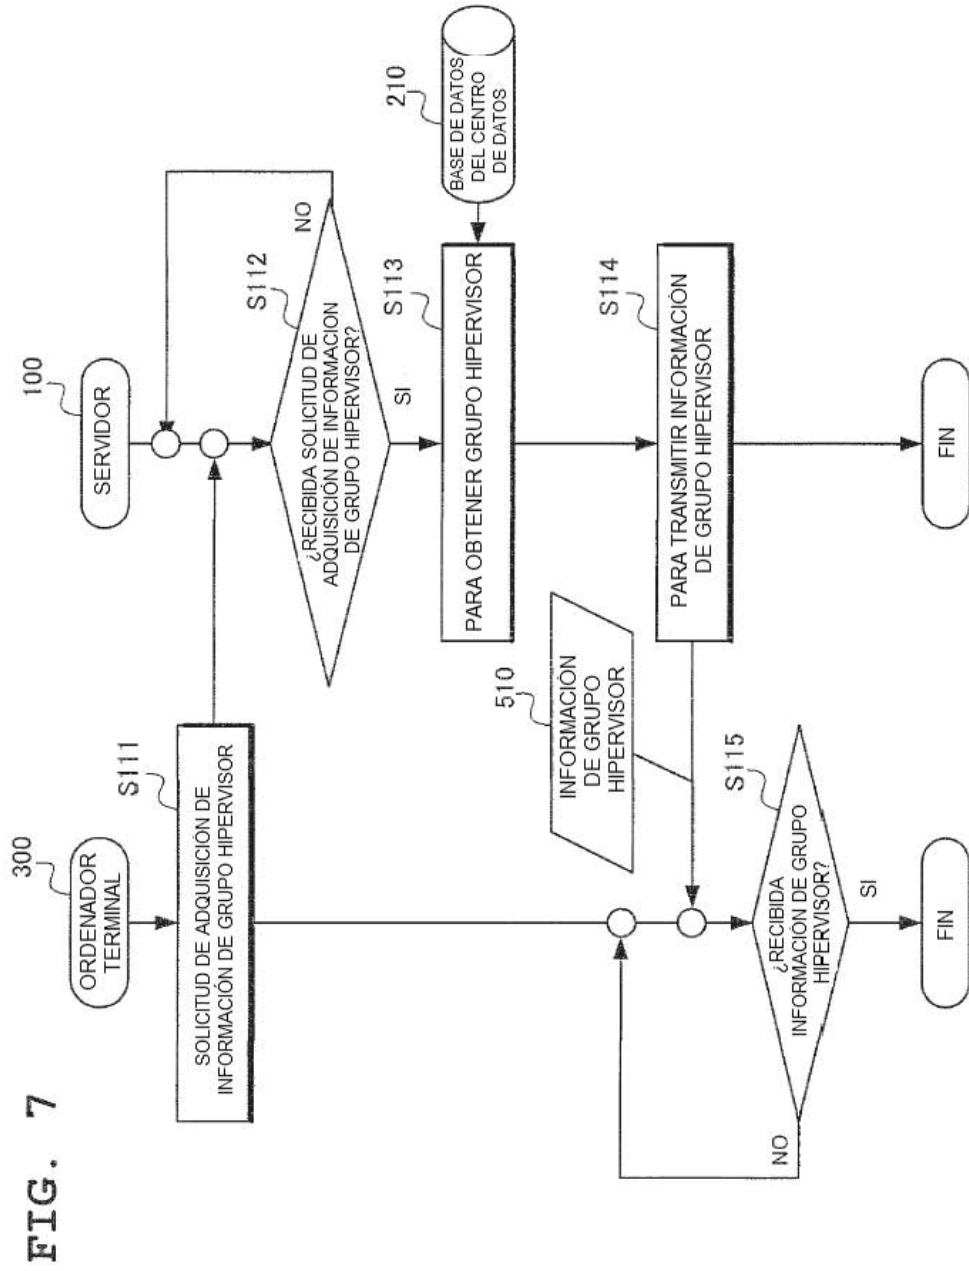 FIG. 7
300
ORDENADOR
TERMINAL
S111
SOLICITUD DE ADQUISICIÓN DE
INFORMACIÓN DE GRUPO HIPERVISOR
100
SERVIDOR
S112
¿RECIBIDA SOLICITUD DE
ADQUISICIÓN DE INFORMACION
DE GRUPO HIPERVISOR?
NO
SI
S113
PARA OBTENER GRUPO HIPERVISOR
210
BASE DE DATOS
DEL CENTRO
DE DATOS
S114
PARA TRANSMITIR INFORMACIÓN
DE GRUPO HIPERVISOR
510
INFORMACIÓN
DE GRUPO
HIPERVISOR
S115
¿RECIBIDA
INFORMACIÓN DE GRUPO
HIPERVISOR?
NO
SI
FIN
FIN